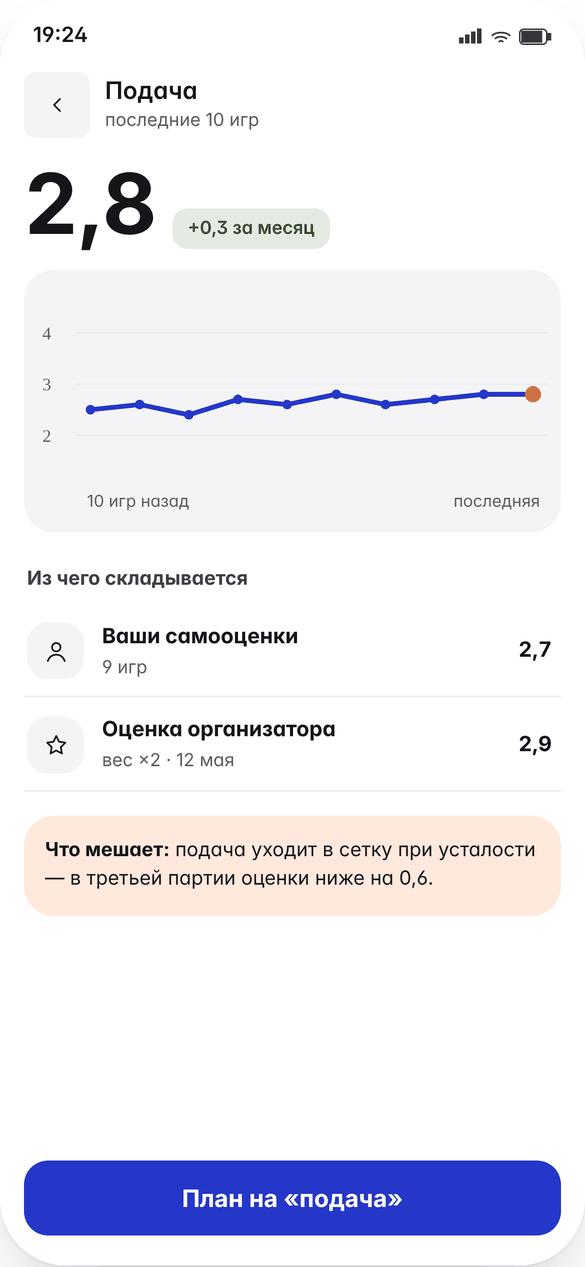 19:24
Подача
последние 10 игр
2,8
+0,3 за месяц
4
3
2
10 игр назад
последняя
Из чего складывается
Ваши самооценки
9 игр
2,7
Оценка организатора
вес ×2 · 12 мая
2,9
Что мешает: подача уходит в сетку при усталости
— в третьей партии оценки ниже на 0,6.
План на «подача»